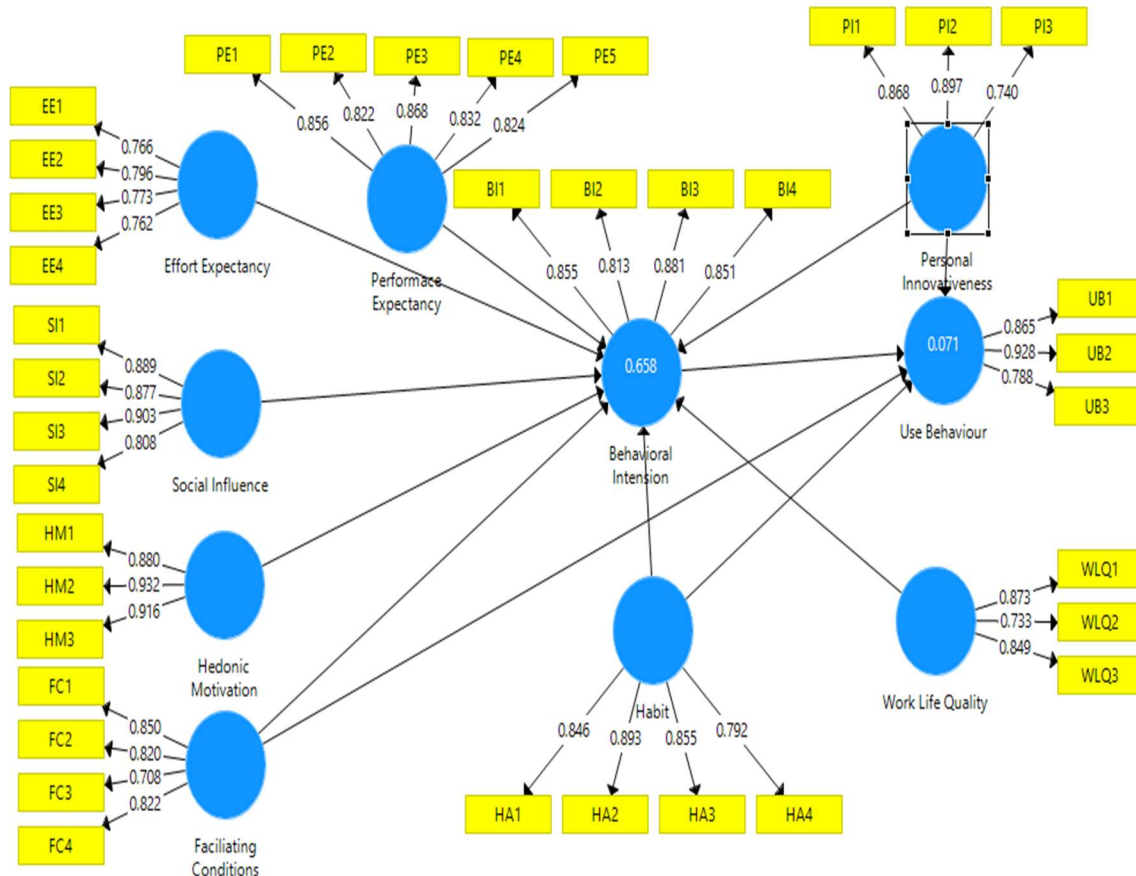 PE1
PE2
PE3
PE4
PE5
PI1
PI2
PI3
0.856
0.822
0.868
0.832
0.824
0.868
0.897
0.740
EE1
EE2
EE3
EE4
0.766
0.796
0.773
0.762
Effort Expectancy
Performace
Expectancy
Personal
Innovativeness
BI1
BI2
BI3
BI4
0.855
0.813
0.881
0.851
SI1
SI2
SI3
SI4
0.889
0.877
0.903
0.808
Social Influence
0.658
Behavioral
Intension
0.071
Use Behaviour
0.865
0.928
0.788
UB1
UB2
UB3
HM1
HM2
HM3
0.880
0.932
0.916
Hedonic
Motivation
FC1
FC2
FC3
FC4
0.850
0.820
0.708
0.822
Faciliating
Conditions
Habit
0.846
0.893
0.855
0.792
HA1
HA2
HA3
HA4
Work Life Quality
0.873
0.733
0.849
WLQ1
WLQ2
WLQ3